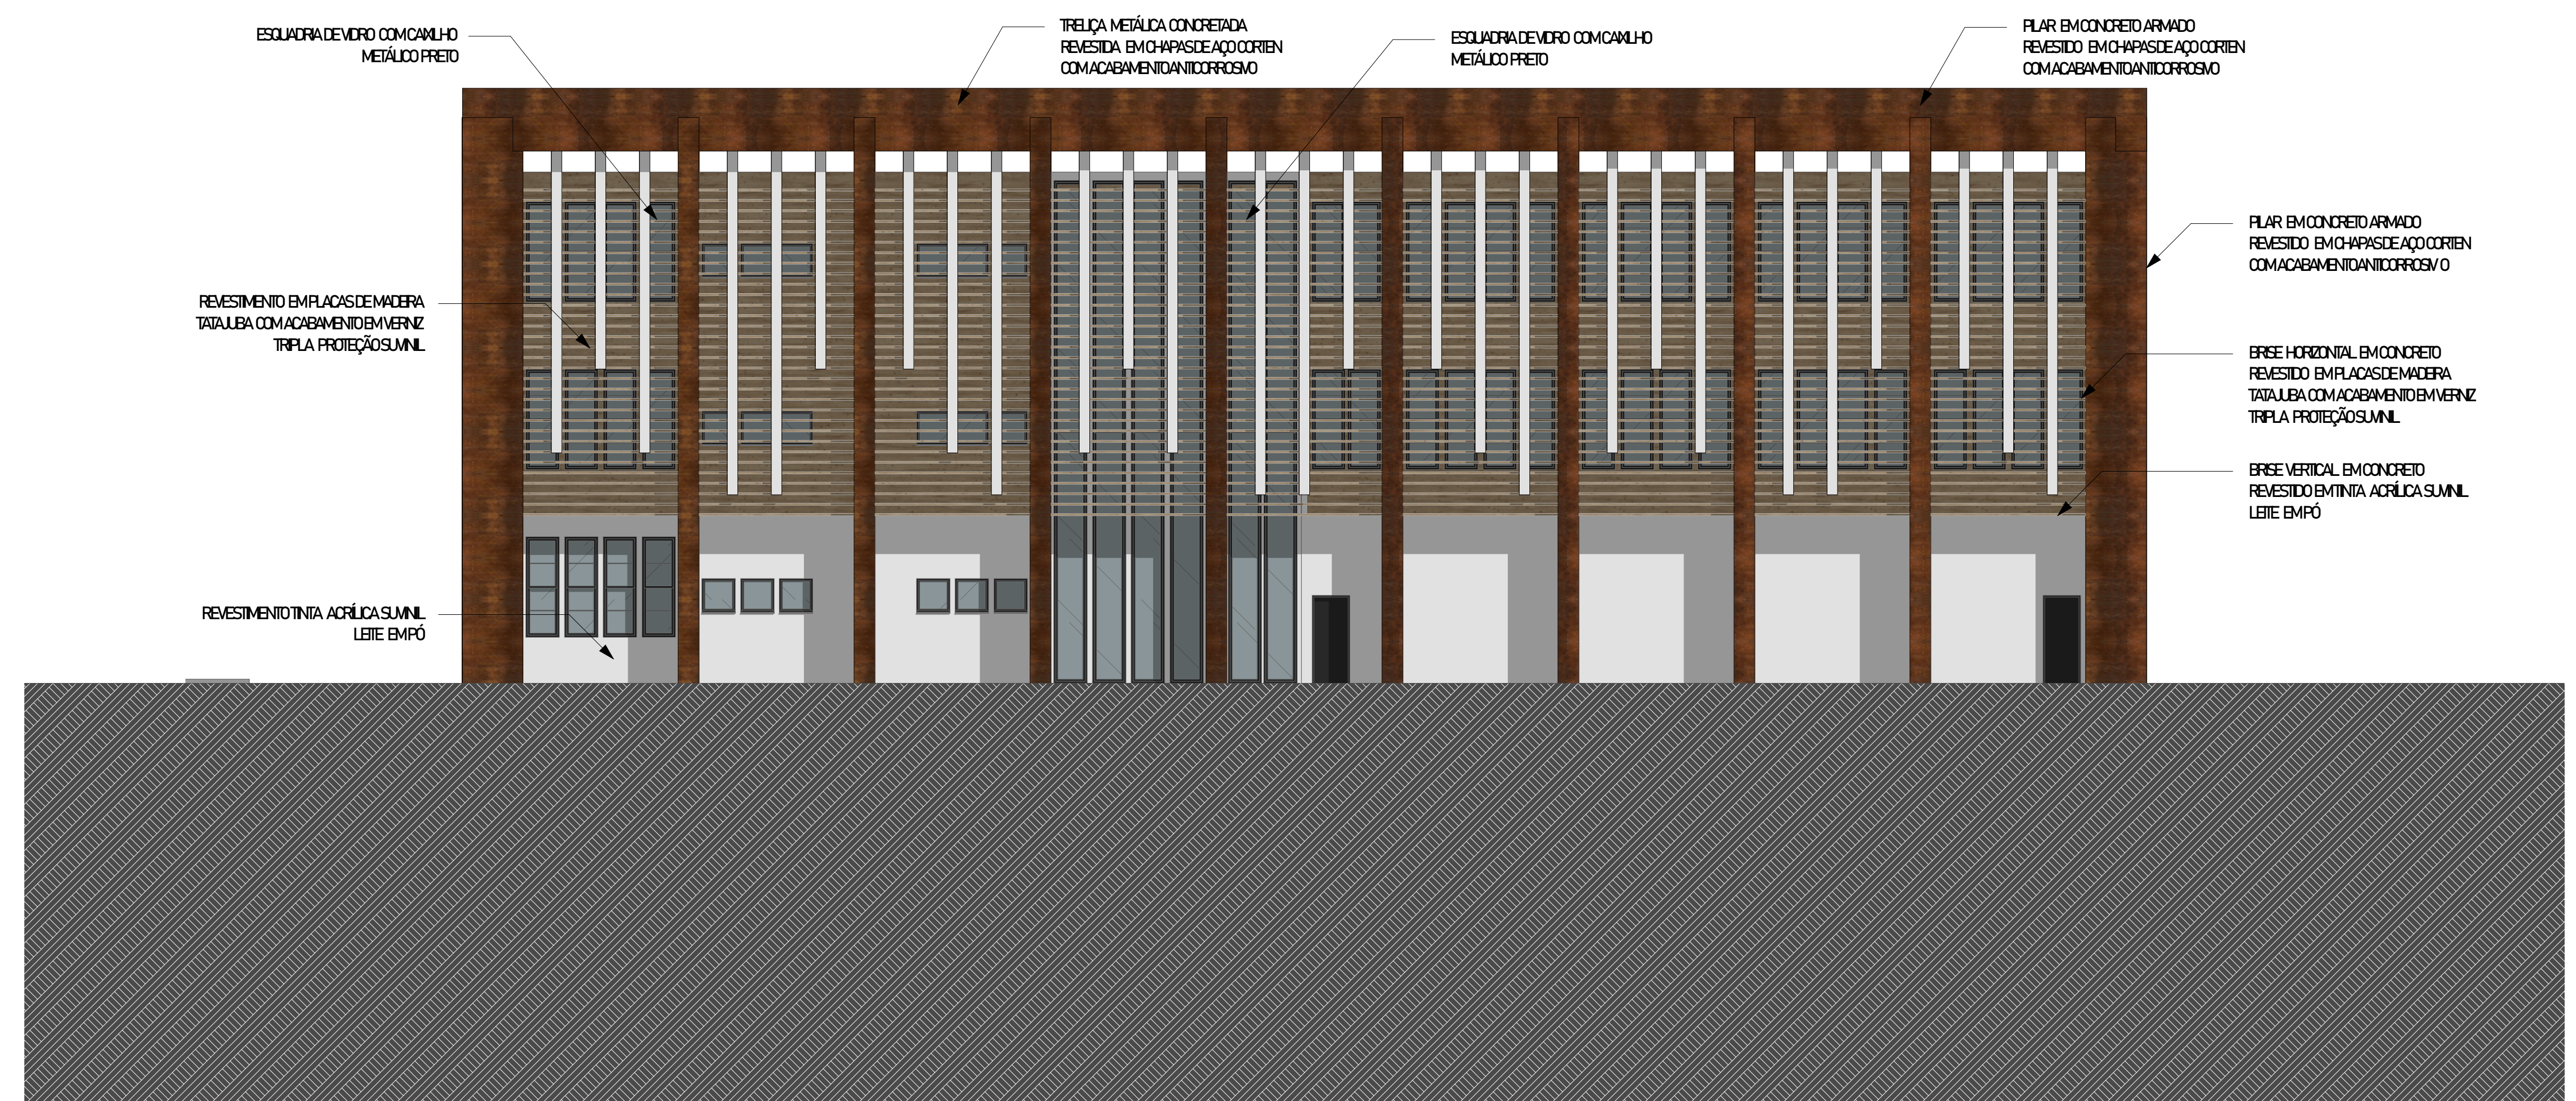 ESQUADRIA DE VIDRO COM CAIXILHO
METÁLICO PRETO
TRELIÇA METÁLICA CONCRETADA
REVESTIDA EM CHAPAS DE AÇO CORTEN
COM ACABAMENTO ANTICORROSIVO
ESQUADRIA DE VIDRO COM CAIXILHO
METÁLICO PRETO
PILAR EM CONCRETO ARMADO
REVESTIDO EM CHAPAS DE AÇO CORTEN
COM ACABAMENTO ANTICORROSIVO
PILAR EM CONCRETO ARMADO
REVESTIDO EM CHAPAS DE AÇO CORTEN
COM ACABAMENTO ANTICORROSIVO
REVESTIMENTO EM PLACAS DE MADEIRA
TATAJUBA COM ACABAMENTO EM VERNIZ
TRIPLA PROTEÇÃO SUVINIL
BRISE HORIZONTAL EM CONCRETO
REVESTIDO EM PLACAS DE MADEIRA
TATAJUBA COM ACABAMENTO EM VERNIZ
TRIPLA PROTEÇÃO SUVINIL
BRISE VERTICAL EM CONCRETO
REVESTIDO EM TINTA ACRÍLICA SUVINIL
LEITE EM PÓ
REVESTIMENTO TINTA ACRÍLICA SUVINIL
LEITE EM PÓ